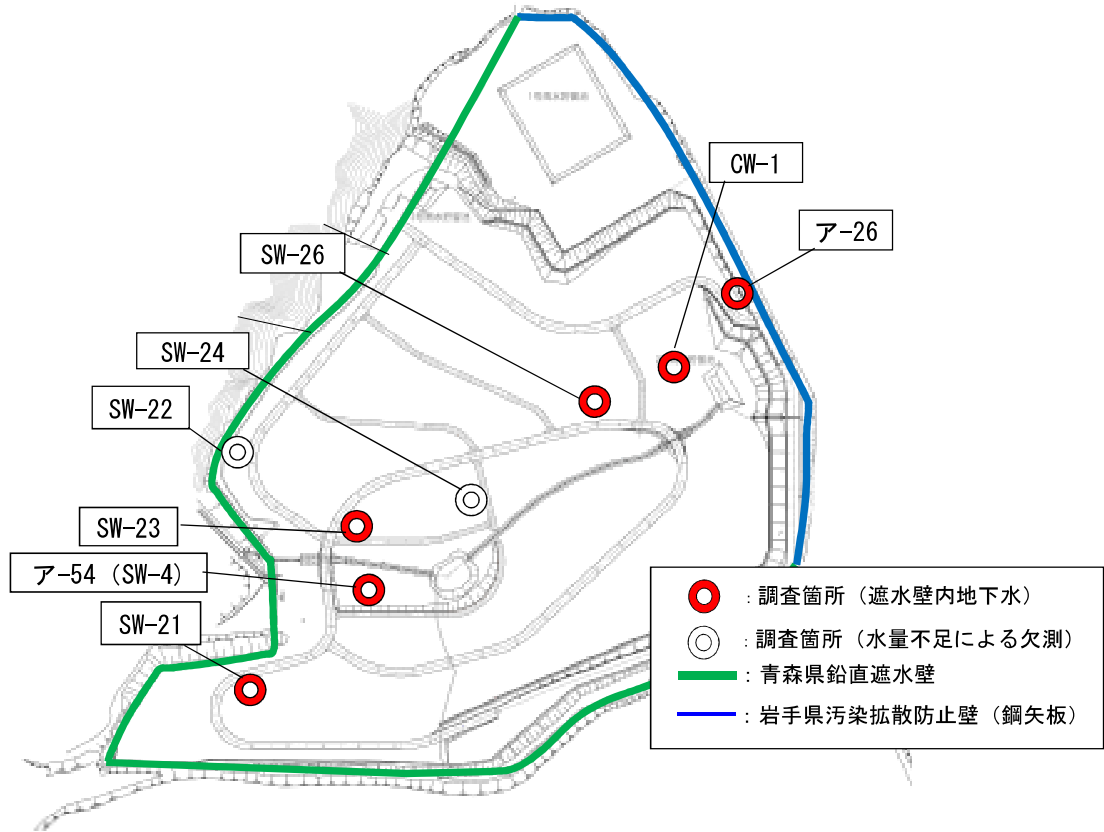 CW-1
ア-26
SW-26
SW-24
SW-22
SW-23
ア-54 (SW-4)
SW-21
：調査箇所（遮水壁内地下水）
：調査箇所（水量不足による欠測）
：青森県鉛直遮水壁
：岩手県汚染拡散防止壁（鋼矢板）